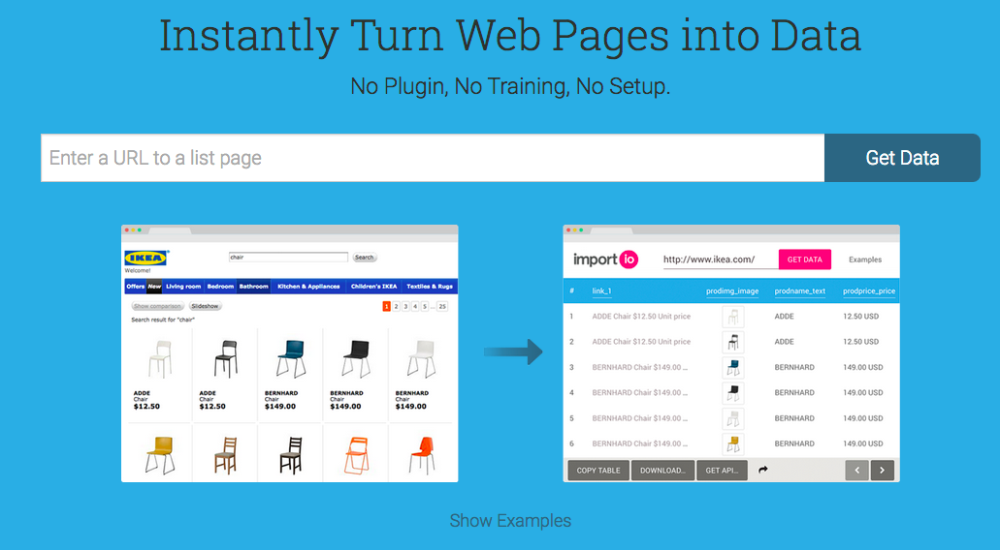 Instantly Turn Web Pages into Data
No Plugin, No Training, No Setup.
Enter a URL to a list page
Get Data
IKEA
Welcome!
chair
Search
Offers New Living room Bedroom Bathroom Kitchen & Appliances Children's IKEA Textiles & Rugs
Show comparison Slideshow
1 2 3 4 5 ... 25
Search result for "chair"
ADDE ADDE BERNHARD BERNHARD BERNHARD
Chair Chair Chair Chair Chair
$12.50 $12.50 $149.00 $149.00 $149.00
import io
http://www.ikea.com/
GET DATA
Examples
# link_1 prodimg_image prodname_text prodprice_price
1 ADDE Chair $12.50 Unit price ADDE 12.50 USD
2 ADDE Chair $12.50 Unit price ADDE 12.50 USD
3 BERNHARD Chair $149.00 ... BERNHARD 149.00 USD
4 BERNHARD Chair $149.00 ... BERNHARD 149.00 USD
5 BERNHARD Chair $149.00 ... BERNHARD 149.00 USD
6 BERNHARD Chair $149.00 ... BERNHARD 149.00 USD
COPY TABLE DOWNLOAD... GET API...
Show Examples